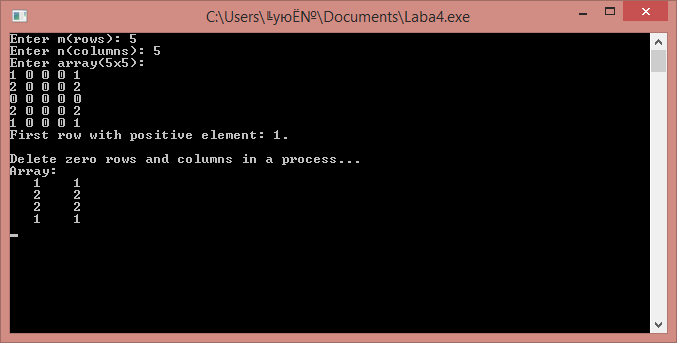 C:\Users\╚уюЁNº\Documents\Laba4.exe
Enter m(rows): 5
Enter n(columns): 5
Enter array(5x5):
1 0 0 0 1
2 0 0 0 2
0 0 0 0 0
2 0 0 0 2
1 0 0 0 1
First row with positive element: 1.
Delete zero rows and columns in a process...
Array:
1 1
2 2
2 2
1 1